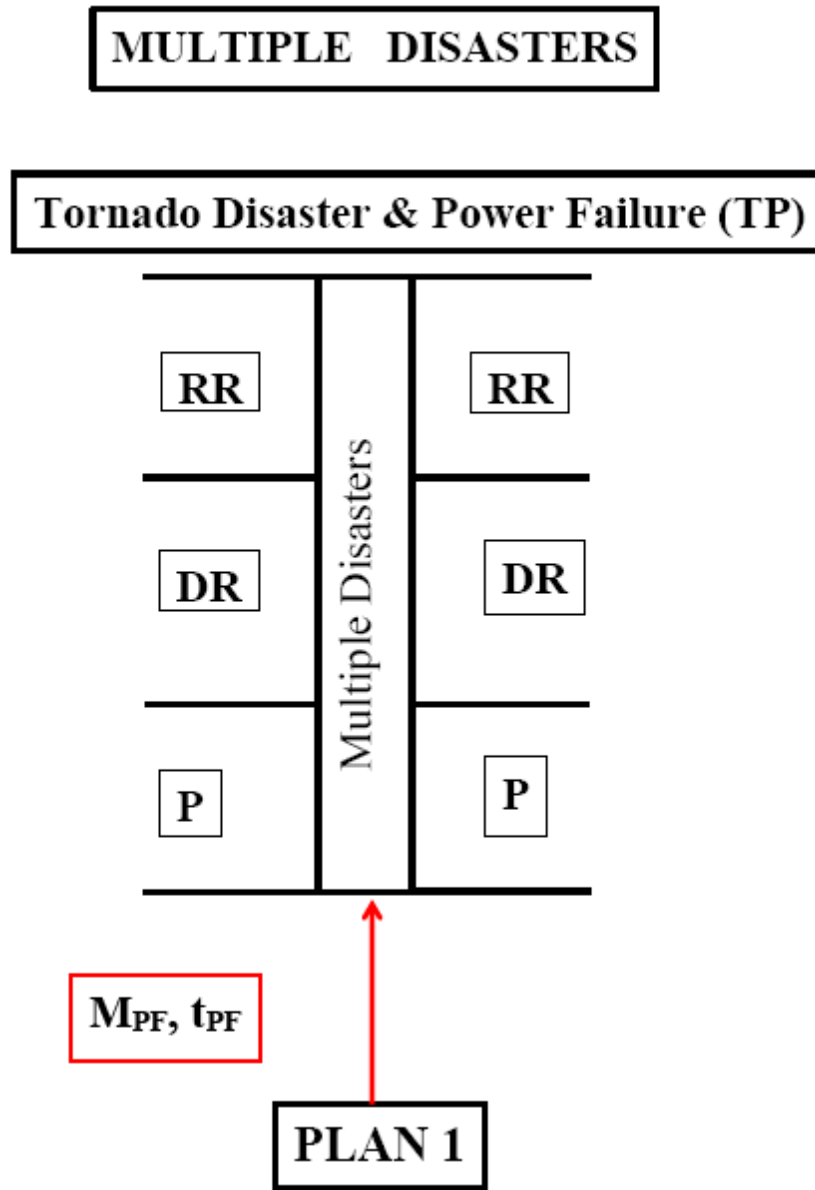 MULTIPLE DISASTERS
Tornado Disaster & Power Failure (TP)
RR
RR
Multiple Disasters
DR
DR
P
P
MPF, tPF
PLAN 1